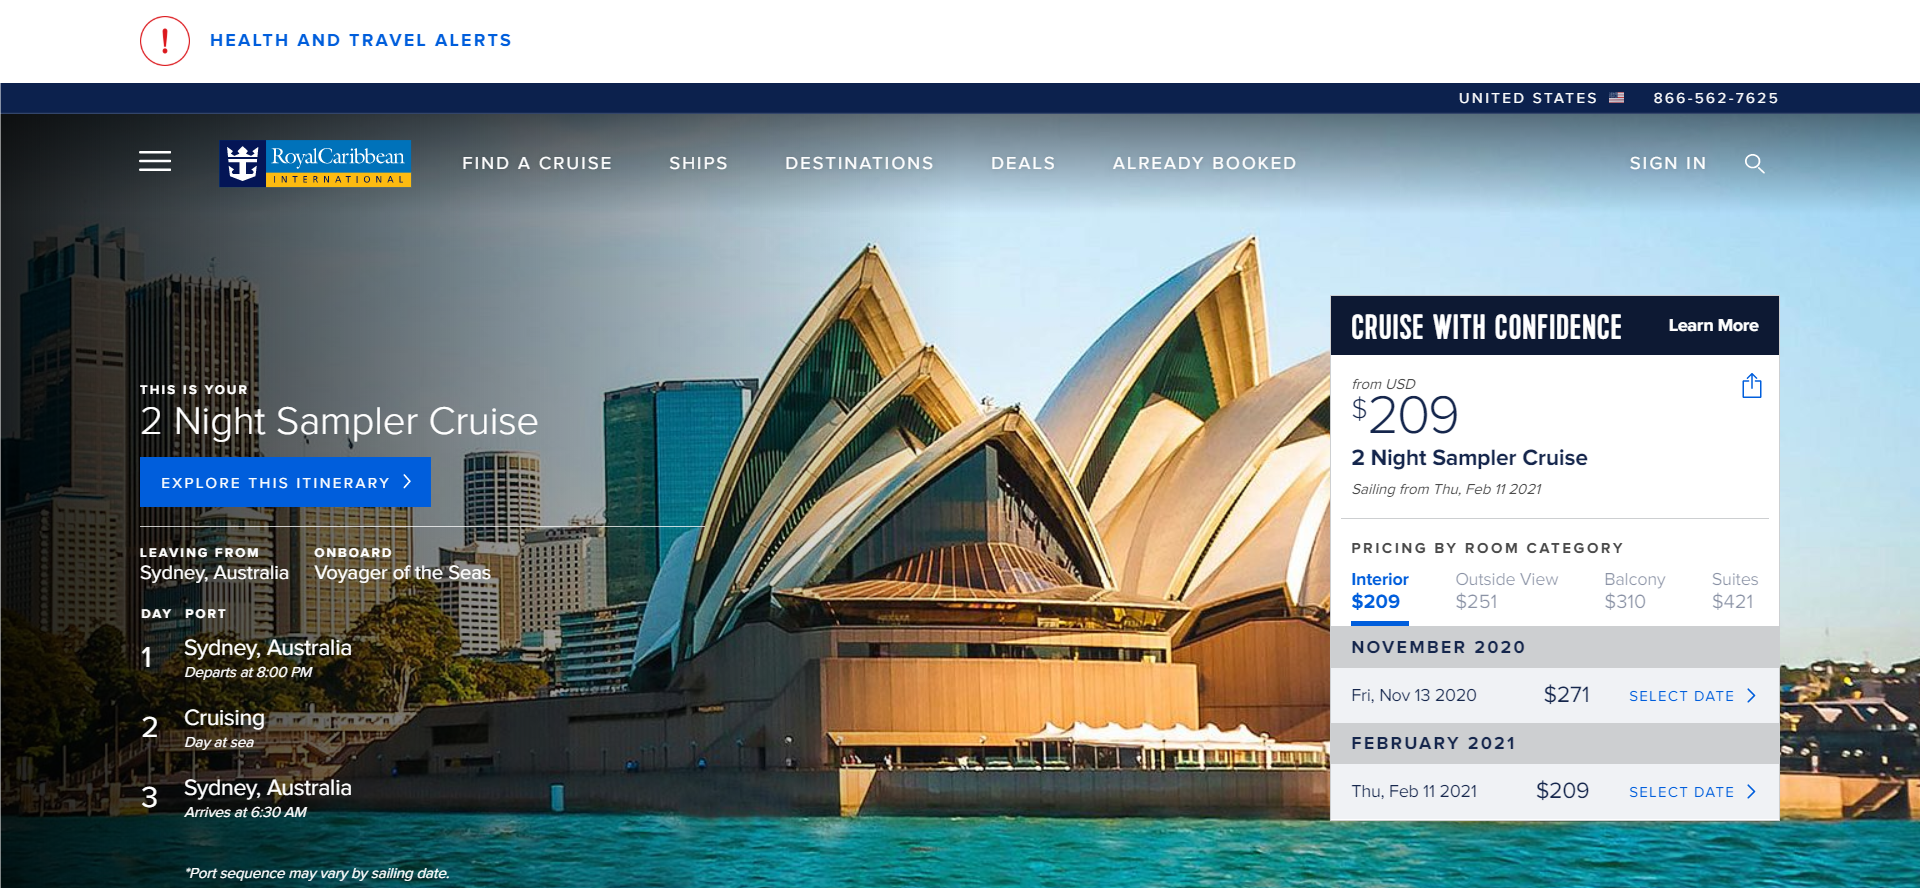 !
HEALTH AND TRAVEL ALERTS
UNITED STATES 866-562-7625
RoyalCaribbean
INTERNATIONAL
FIND A CRUISE SHIPS DESTINATIONS DEALS ALREADY BOOKED SIGN IN
THIS IS YOUR
2 Night Sampler Cruise
EXPLORE THIS ITINERARY
LEAVING FROM ONBOARD
Sydney, Australia Voyager of the Seas
DAY PORT
1 Sydney, Australia
Departs at 8:00 PM
2 Cruising
Day at sea
3 Sydney, Australia
Arrives at 6:30 AM
*Port sequence may vary by sailing date.
CRUISE WITH CONFIDENCE Learn More
from USD
$209
2 Night Sampler Cruise
Sailing from Thu, Feb 11 2021
PRICING BY ROOM CATEGORY
Interior Outside View Balcony Suites
$209 $251 $310 $421
NOVEMBER 2020
Fri, Nov 13 2020 $271 SELECT DATE
FEBRUARY 2021
Thu, Feb 11 2021 $209 SELECT DATE